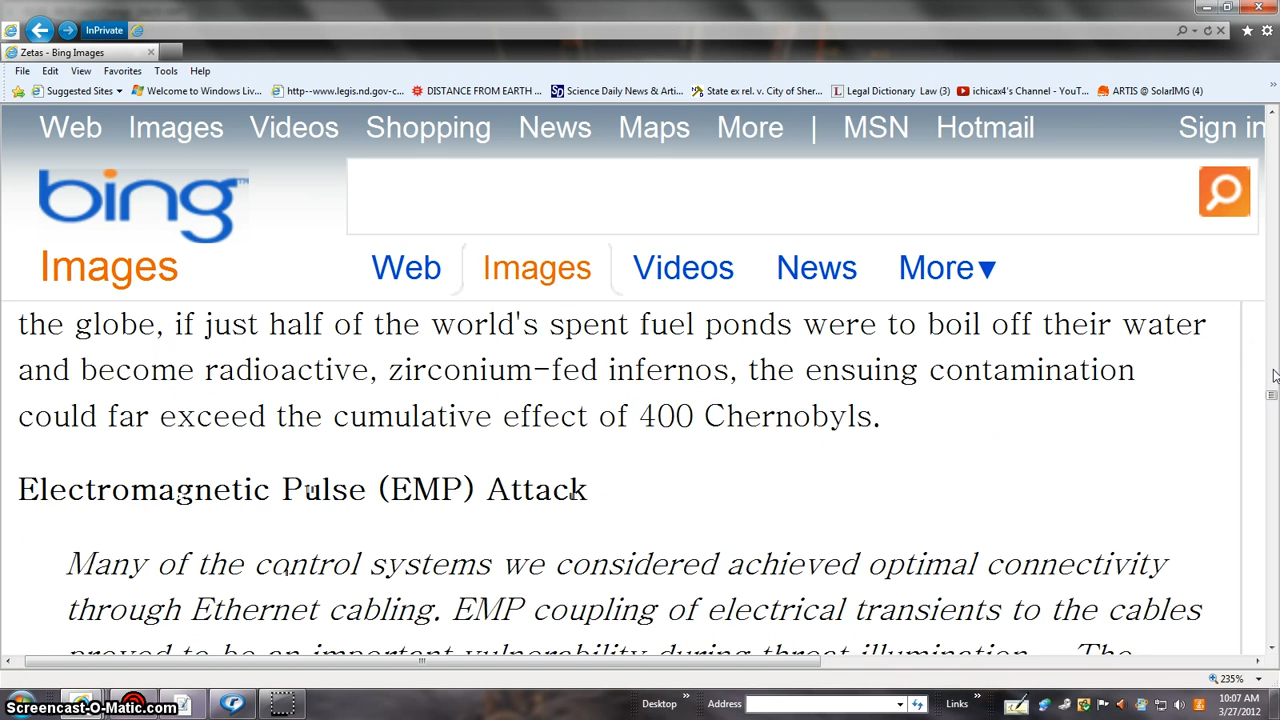 InPrivate
Zetas - Bing Images
File Edit View Favorites Tools Help
Suggested Sites Welcome to Windows Liv... http--www.legis.nd.gov-c... DISTANCE FROM EARTH ... Science Daily News & Arti... State ex rel. v. City of Sher... Legal Dictionary Law (3) ichicax4's Channel - YouT... ARTIS @ SolarIMG (4)
Web Images Videos Shopping News Maps More | MSN Hotmail Sign in
bing™
Images Web Images Videos News More▼
the globe, if just half of the world's spent fuel ponds were to boil off their water
and become radioactive, zirconium-fed infernos, the ensuing contamination
could far exceed the cumulative effect of 400 Chernobyls.
Electromagnetic Pulse (EMP) Attack
Many of the control systems we considered achieved optimal connectivity
through Ethernet cabling. EMP coupling of electrical transients to the cables
proved to be an important vulnerability during threat illumination. The
235%
Desktop » Address Links »
10:07 AM
Screencast-O-Matic.com
3/27/2012